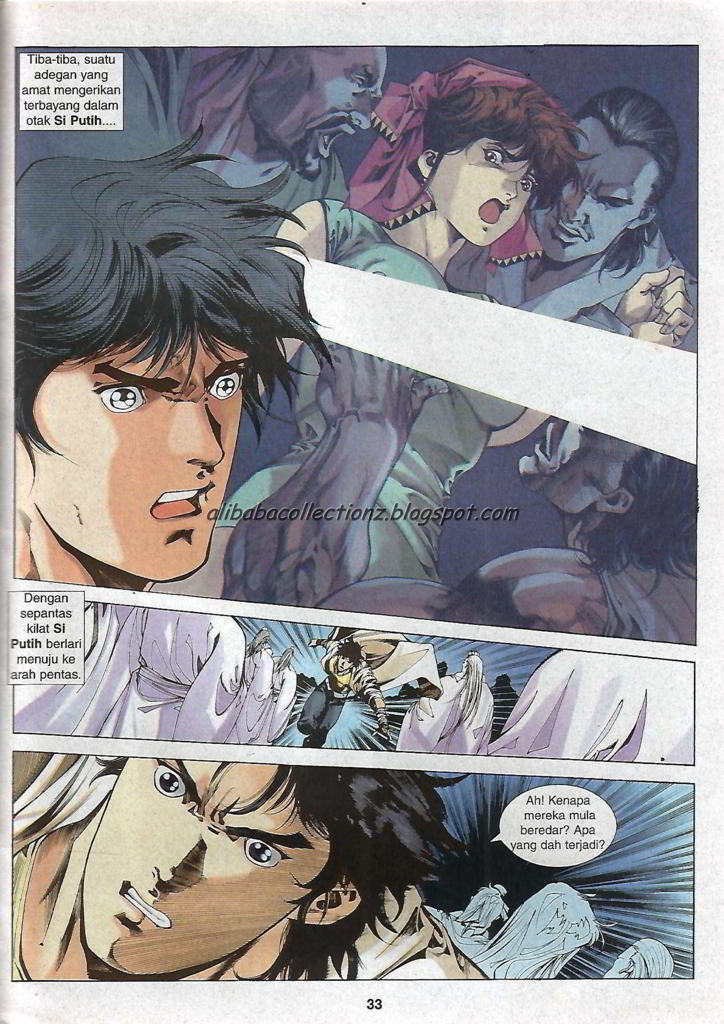 Tiba-tiba, suatu
adegan yang
amat mengerikan
terbayang dalam
otak Si Putih....
alibabacollectionz.blogspot.com
Dengan
sepantas
kilat Si
Putih berlari
menuju ke
arah pentas.
Ah! Kenapa
mereka mula
beredar? Apa
yang dah terjadi?
33